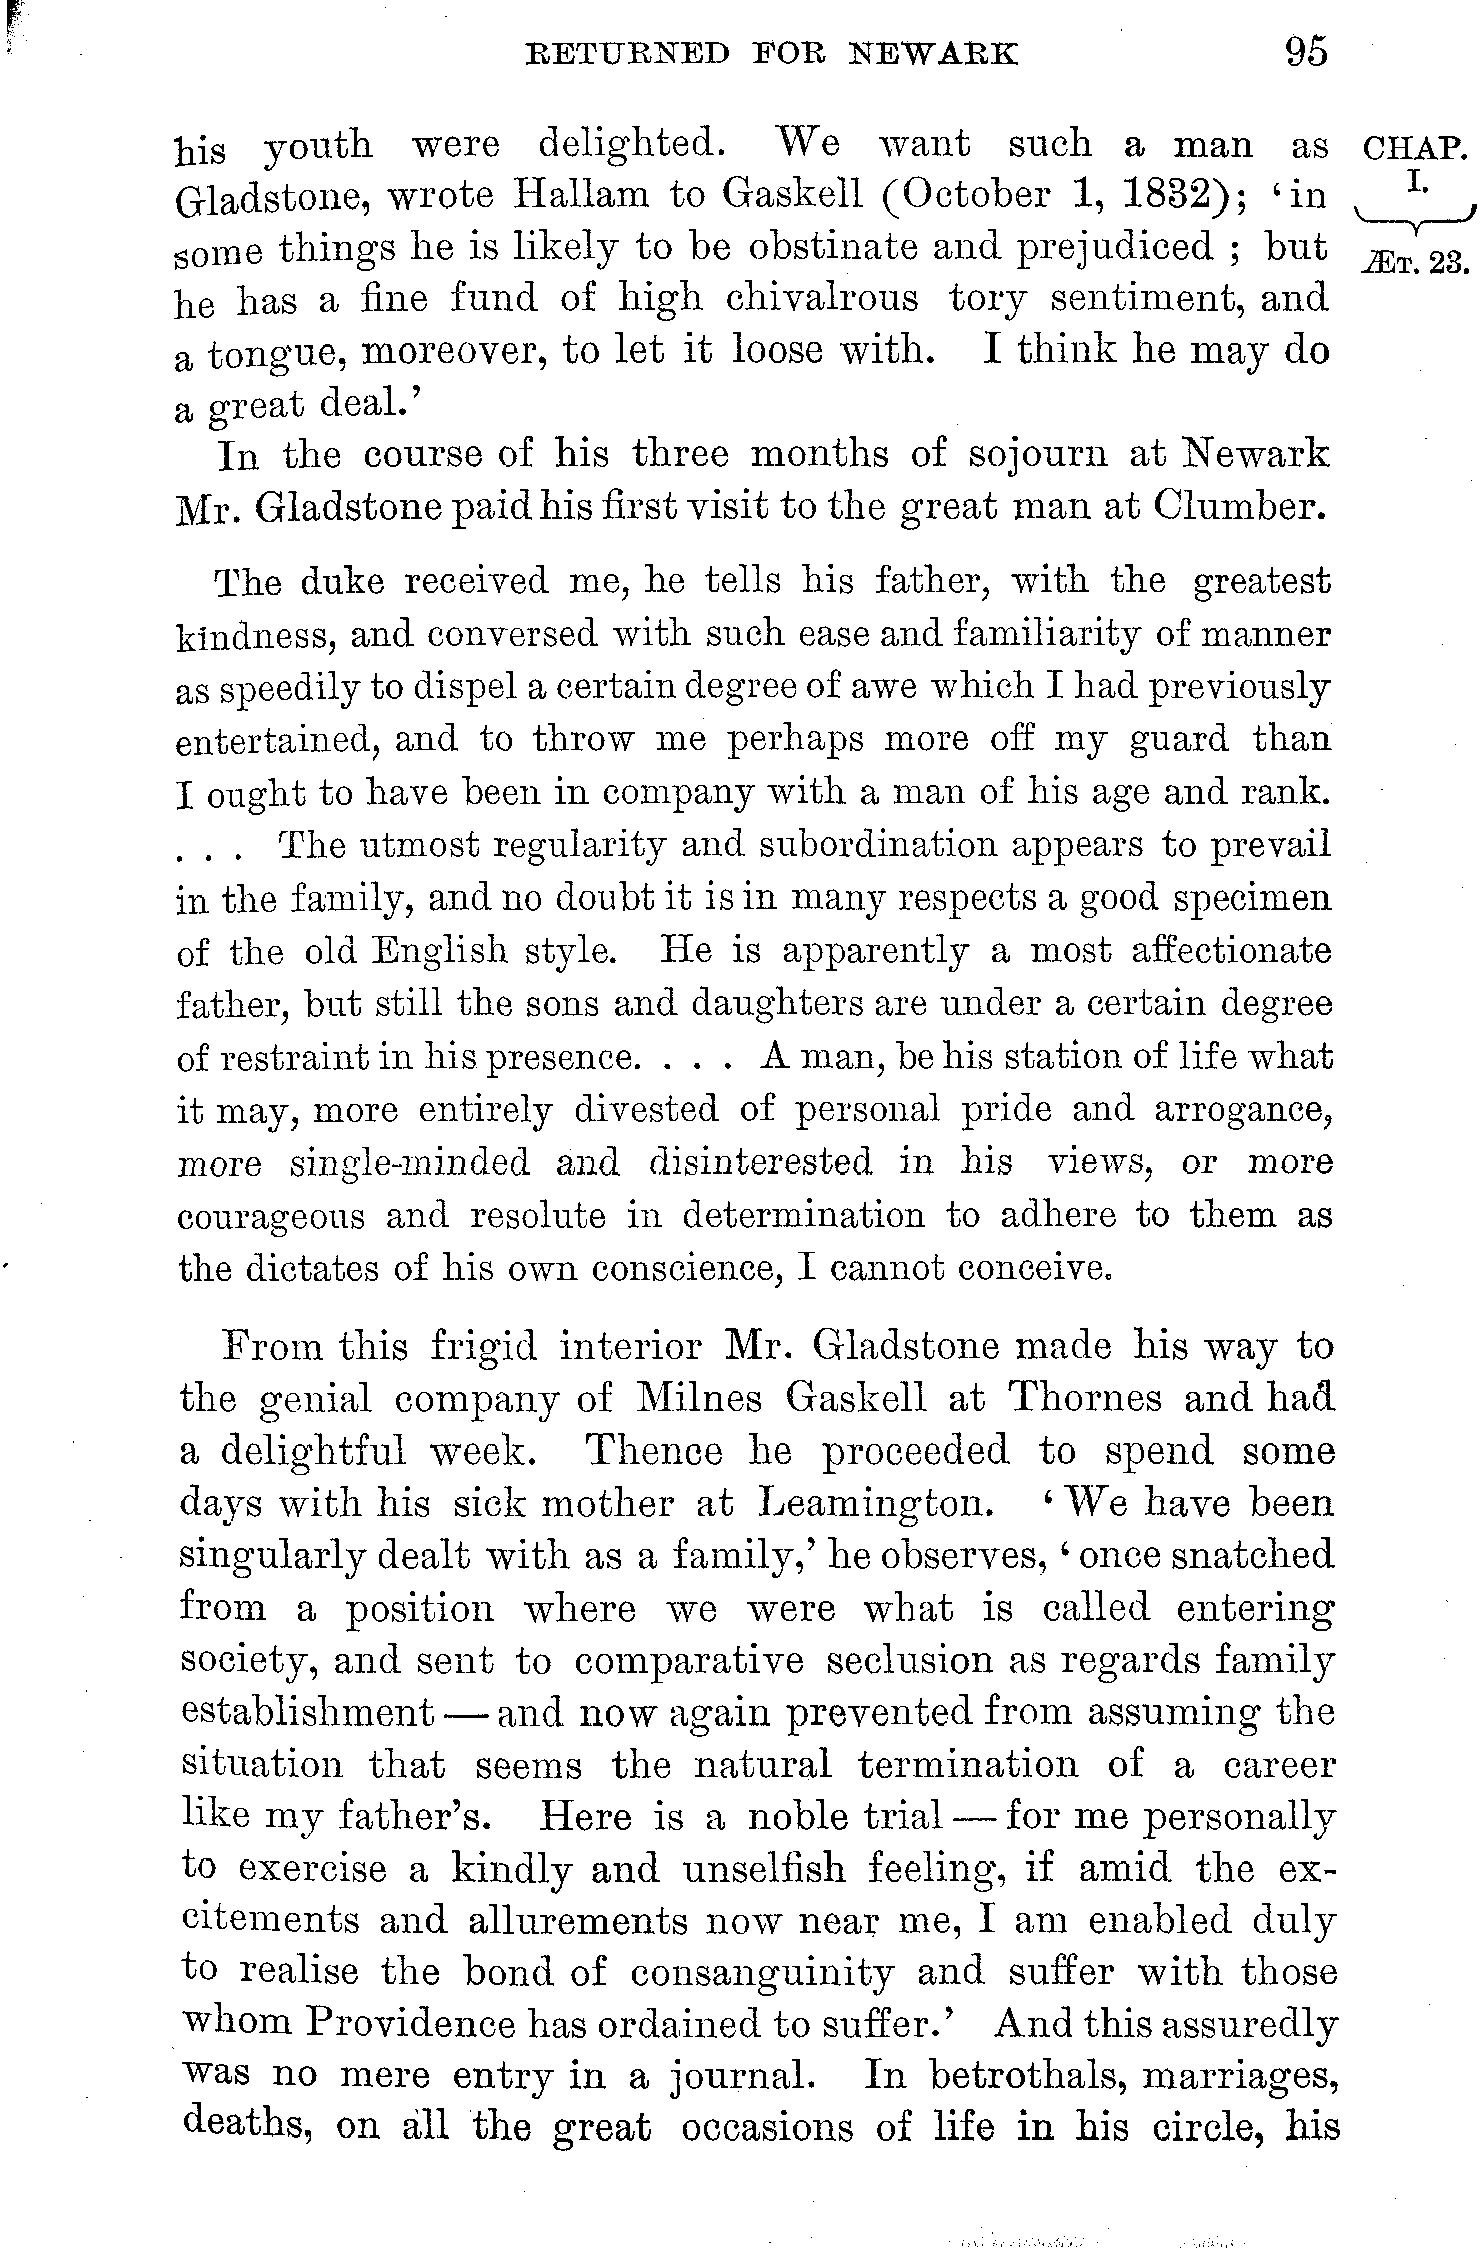 RETURNED FOR NEWARK 95
his youth were delighted. We want such a man as
Gladstone, wrote Hallam to Gaskell (October 1, 1832); ‘in
some things he is likely to be obstinate and prejudiced ; but
he has a fine fund of high chivalrous tory sentiment, and
a tongue, moreover, to let it loose with. I think he may do
a great deal.’
CHAP.
I.
ÆT. 23.
In the course of his three months of sojourn at Newark
Mr. Gladstone paid his first visit to the great man at Clumber.
The duke received me, he tells his father, with the greatest
kindness, and conversed with such ease and familiarity of manner
as speedily to dispel a certain degree of awe which I had previously
entertained, and to throw me perhaps more off my guard than
I ought to have been in company with a man of his age and rank.
. . . The utmost regularity and subordination appears to prevail
in the family, and no doubt it is in many respects a good specimen
of the old English style. He is apparently a most affectionate
father, but still the sons and daughters are under a certain degree
of restraint in his presence. . . . A man, be his station of life what
it may, more entirely divested of personal pride and arrogance,
more single-minded and disinterested in his views, or more
courageous and resolute in determination to adhere to them as
the dictates of his own conscience, I cannot conceive.
From this frigid interior Mr. Gladstone made his way to
the genial company of Milnes Gaskell at Thornes and had
a delightful week. Thence he proceeded to spend some
days with his sick mother at Leamington. ‘We have been
singularly dealt with as a family,’ he observes, ‘once snatched
from a position where we were what is called entering
society, and sent to comparative seclusion as regards family
establishment — and now again prevented from assuming the
situation that seems the natural termination of a career
like my father’s. Here is a noble trial — for me personally
to exercise a kindly and unselfish feeling, if amid the ex-
citements and allurements now near me, I am enabled duly
to realise the bond of consanguinity and suffer with those
whom Providence has ordained to suffer.’ And this assuredly
was no mere entry in a journal. In betrothals, marriages,
deaths, on all the great occasions of life in his circle, his